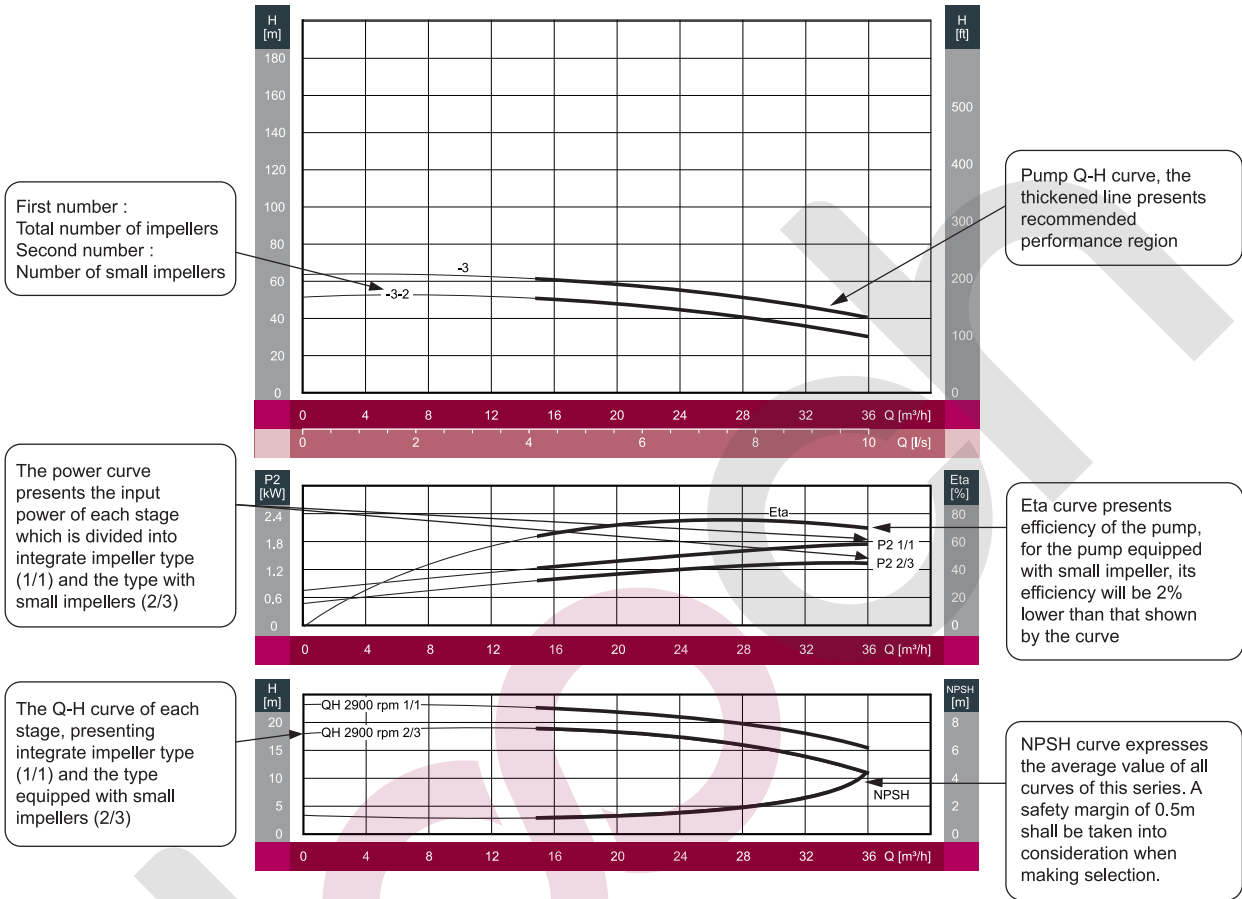 H
[m]
180
160
140
120
100
80
60
40
20
0
H
[ft]
500
400
300
200
100
0
-3
-3-2
0 4 8 12 16 20 24 28 32 36 Q [m³/h]
0 2 4 6 8 10 Q [l/s]
First number :
Total number of impellers
Second number :
Number of small impellers
Pump Q-H curve, the
thickened line presents
recommended
performance region
The power curve
presents the input
power of each stage
which is divided into
integrate impeller type
(1/1) and the type with
small impellers (2/3)
P2
[kW]
2.4
1.8
1.2
0.6
0
Eta
[%]
80
60
40
20
0
Eta
P2 1/1
P2 2/3
0 4 8 12 16 20 24 28 32 36 Q [m³/h]
Eta curve presents
efficiency of the pump,
for the pump equipped
with small impeller, its
efficiency will be 2%
lower than that shown
by the curve
The Q-H curve of each
stage, presenting
integrate impeller type
(1/1) and the type
equipped with small
impellers (2/3)
H
[m]
20
15
10
5
0
NPSH
[m]
8
6
4
2
0
QH 2900 rpm 1/1
QH 2900 rpm 2/3
NPSH
0 4 8 12 16 20 24 28 32 36 Q [m³/h]
NPSH curve expresses
the average value of all
curves of this series. A
safety margin of 0.5m
shall be taken into
consideration when
making selection.